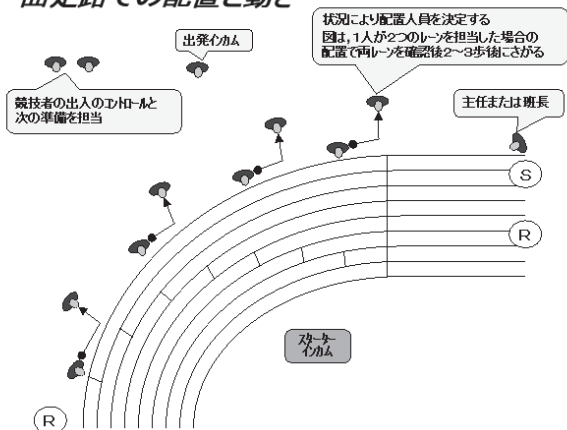 曲走路での配置と動き
状況により配置人員を決定する
図は，1人が2つのレーンを担当した場合の
配置で両レーンを確認後2～3歩後にさがる
出発インカム
競技者の出入のコントロールと
次の準備を担当
主任または班長
S
R
スターター
インカム
R